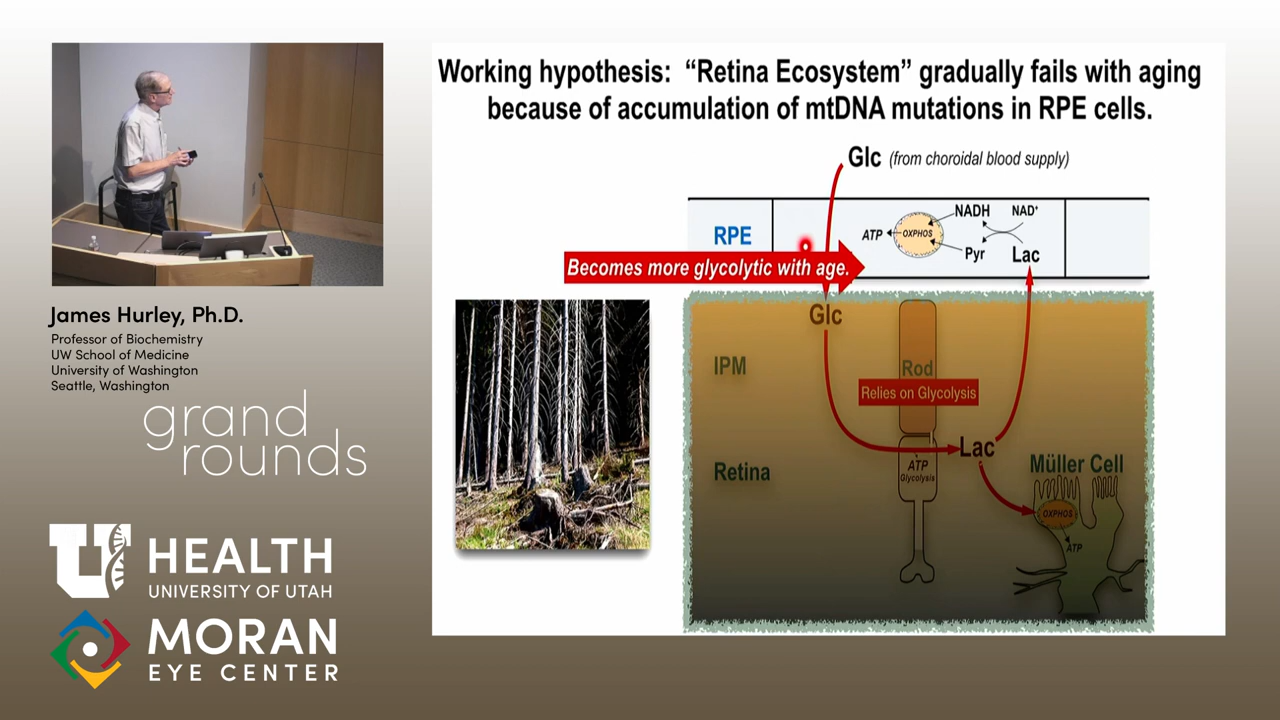 Working hypothesis: “Retina Ecosystem” gradually fails with aging
because of accumulation of mtDNA mutations in RPE cells.
Glc (from choroidal blood supply)
RPE
ATP
OXPHOS
NADH
NAD⁺
Pyr
Lac
Becomes more glycolytic with age.
Glc
IPM
Rod
Relies on Glycolysis
Lac
Retina
ATP
Glycolysis
Müller Cell
OXPHOS
ATP
James Hurley, Ph.D.
Professor of Biochemistry
UW School of Medicine
University of Washington
Seattle, Washington
grand
rounds
U HEALTH
UNIVERSITY OF UTAH
MORAN
EYE CENTER